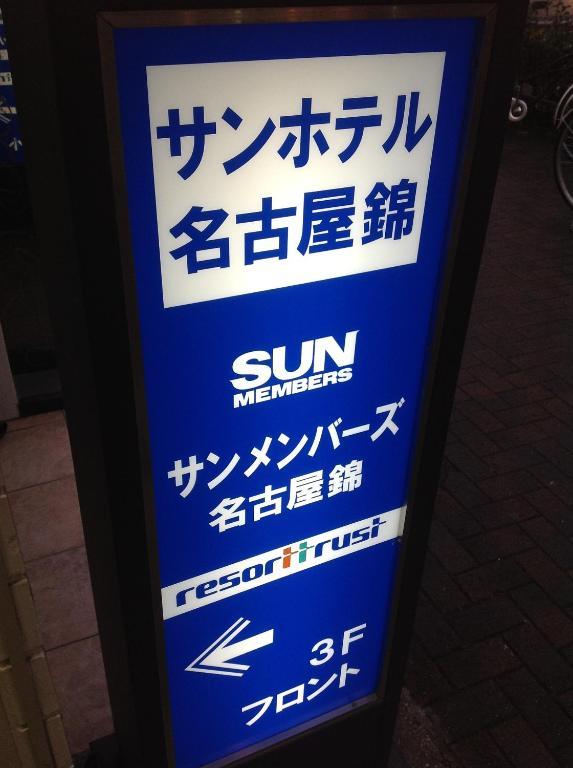 サンホテル
名古屋錦
SUN
MEMBERS
サンメンバーズ
名古屋錦
resorttrust
3F
フロント